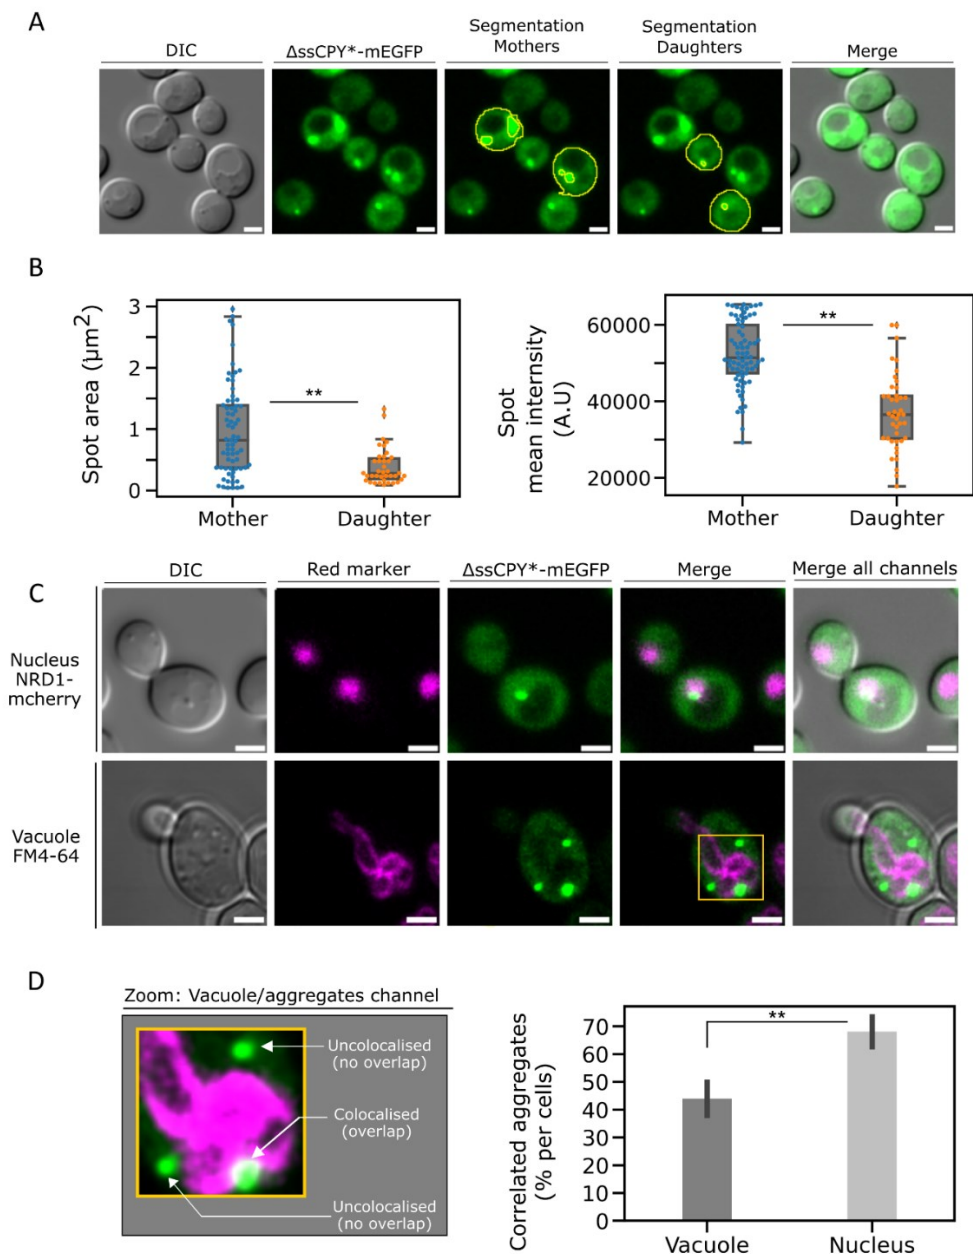 A
DIC
ΔssCPY*-mEGFP
Segmentation
Mothers
Segmentation
Daughters
Merge
B
Spot area (µm²)
3
2
1
0
**
Mother
Daughter
Spot
mean internsity
(A.U)
60000
40000
20000
**
Mother
Daughter
C
DIC
Red marker
ΔssCPY*-mEGFP
Merge
Merge all channels
Nucleus
NRD1-
mcherry
Vacuole
FM4-64
D
Zoom: Vacuole/aggregates channel
Uncolocalised
(no overlap)
Colocalised
(overlap)
Uncolocalised
(no overlap)
Correlated aggregates
(% per cells)
70
60
50
40
30
20
10
0
**
Vacuole
Nucleus